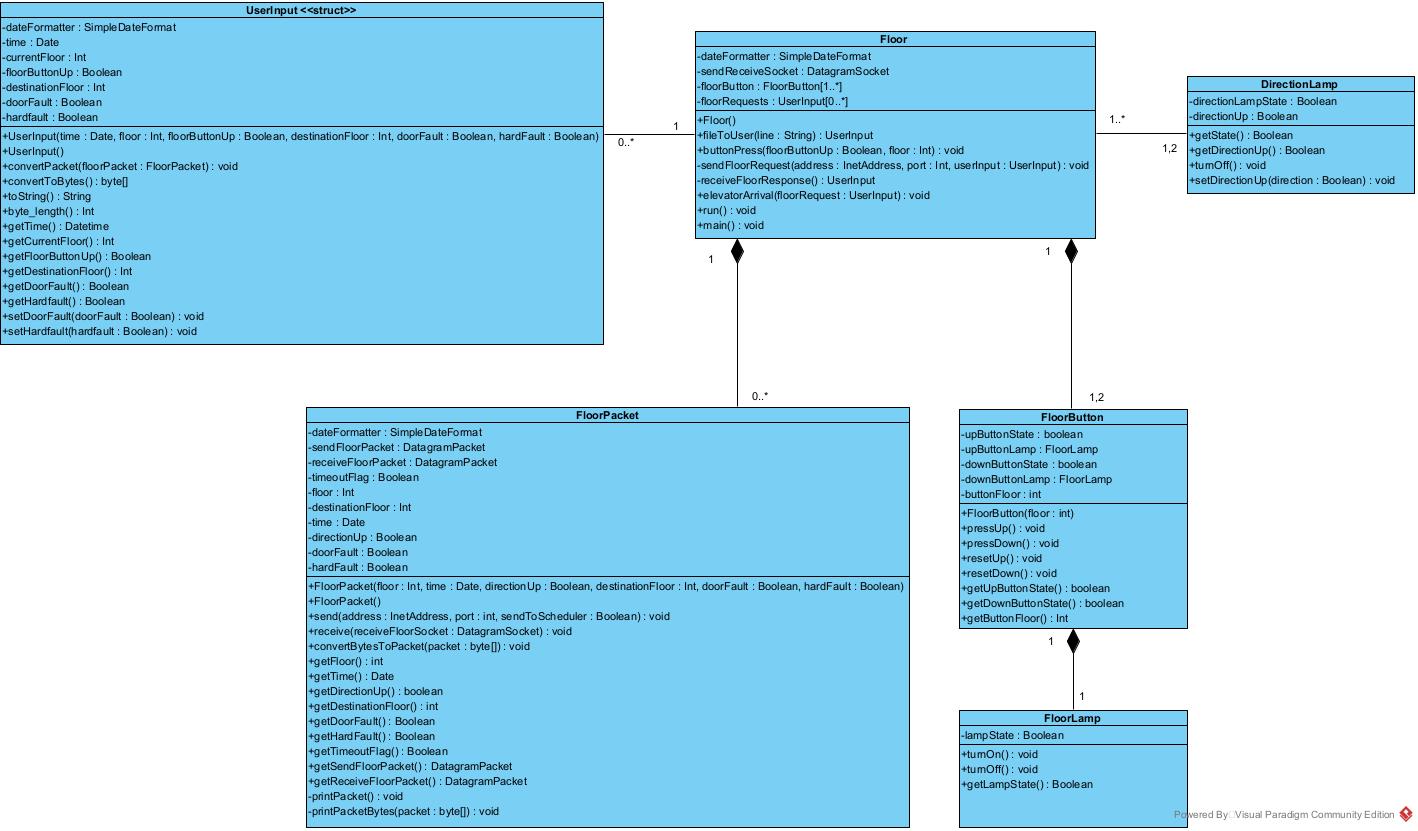 UserInput <<struct>>
-dateFormatter : SimpleDateFormat
-time : Date
-currentFloor : Int
-floorButtonUp : Boolean
-destinationFloor : Int
-doorFault : Boolean
-hardfault : Boolean
+UserInput(time : Date, floor : Int, floorButtonUp : Boolean, destinationFloor : Int, doorFault : Boolean, hardFault : Boolean)
+UserInput()
+convertPacket(floorPacket : FloorPacket) : void
+convertToBytes() : byte[]
+toString() : String
+byte_length() : Int
+getTime() : Datetime
+getCurrentFloor() : Int
+getFloorButtonUp() : Boolean
+getDestinationFloor() : Int
+getDoorFault() : Boolean
+getHardfault() : Boolean
+setDoorFault(doorFault : Boolean) : void
+setHardfault(hardfault : Boolean) : void
0..*
1
Floor
-dateFormatter : SimpleDateFormat
-sendReceiveSocket : DatagramSocket
-floorButton : FloorButton[1..*]
-floorRequests : UserInput[0..*]
+Floor()
+fileToUser(line : String) : UserInput
+buttonPress(floorButtonUp : Boolean, floor : Int) : void
-sendFloorRequest(address : InetAddress, port : Int, userInput : UserInput) : void
-receiveFloorResponse() : UserInput
+elevatorArrival(floorRequest : UserInput) : void
+run() : void
+main() : void
1..*
1,2
DirectionLamp
-directionLampState : Boolean
-directionUp : Boolean
+getState() : Boolean
+getDirectionUp() : Boolean
+turnOff() : void
+setDirectionUp(direction : Boolean) : void
1
0..*
1
1,2
FloorPacket
-dateFormatter : SimpleDateFormat
-sendFloorPacket : DatagramPacket
-receiveFloorPacket : DatagramPacket
-timeoutFlag : Boolean
-floor : Int
-destinationFloor : Int
-time : Date
-directionUp : Boolean
-doorFault : Boolean
-hardFault : Boolean
+FloorPacket(floor : Int, time : Date, directionUp : Boolean, destinationFloor : Int, doorFault : Boolean, hardFault : Boolean)
+FloorPacket()
+send(address : InetAddress, port : int, sendToScheduler : Boolean) : void
+receive(receiveFloorSocket : DatagramSocket) : void
+convertBytesToPacket(packet : byte[]) : void
+getFloor() : int
+getTime() : Date
+getDirectionUp() : boolean
+getDestinationFloor() : int
+getDoorFault() : Boolean
+getHardFault() : Boolean
+getTimeoutFlag() : Boolean
+getSendFloorPacket() : DatagramPacket
+getReceiveFloorPacket() : DatagramPacket
-printPacket() : void
-printPacketBytes(packet : byte[]) : void
FloorButton
-upButtonState : boolean
-upButtonLamp : FloorLamp
-downButtonState : boolean
-downButtonLamp : FloorLamp
-buttonFloor : int
+FloorButton(floor : int)
+pressUp() : void
+pressDown() : void
+resetUp() : void
+resetDown() : void
+getUpButtonState() : boolean
+getDownButtonState() : boolean
+getButtonFloor() : Int
1
1
FloorLamp
-lampState : Boolean
+turnOn() : void
+turnOff() : void
+getLampState() : Boolean
Powered By Visual Paradigm Community Edition